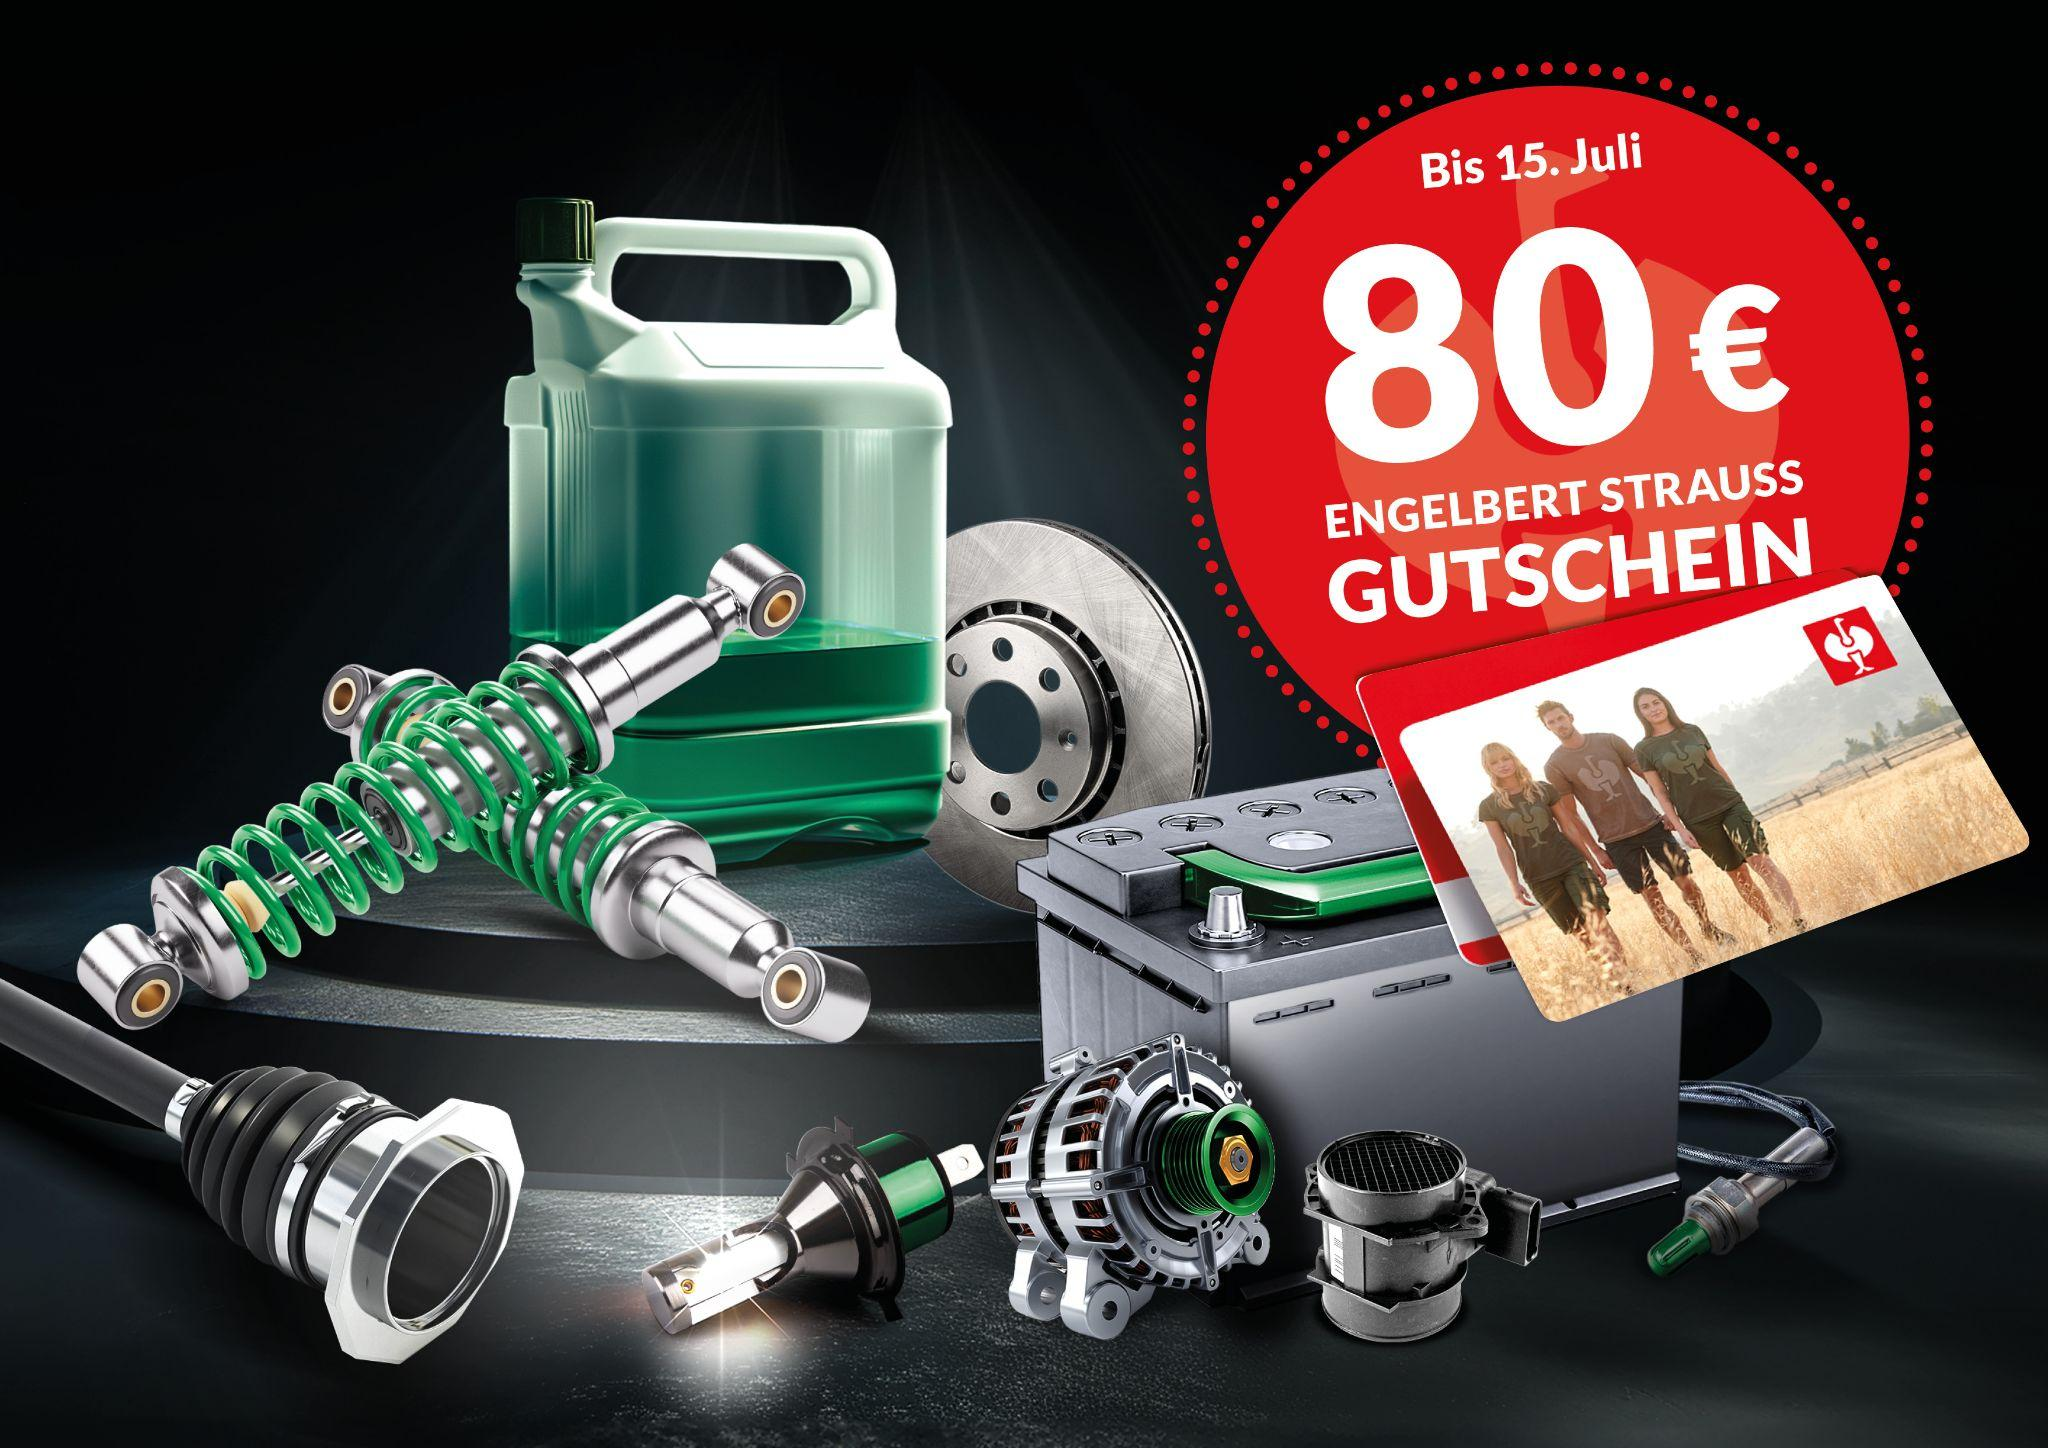 Bis 15. Juli
80 €
ENGELBERT STRAUSS
GUTSCHEIN